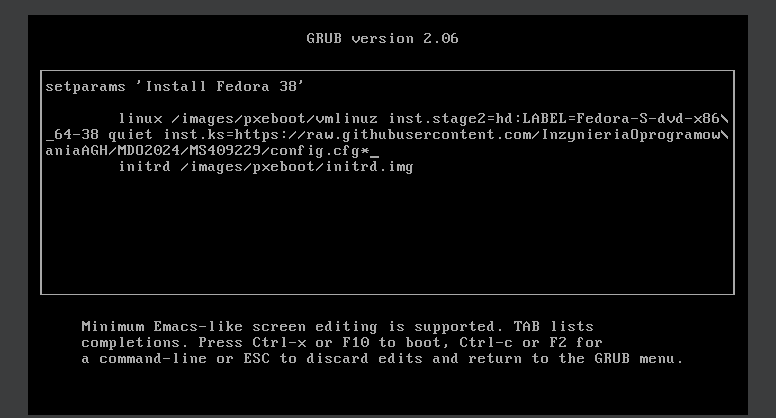 GRUB version 2.06
setparams 'Install Fedora 38'
linux /images/pxeboot/vmlinuz inst.stage2=hd:LABEL=Fedora-S-dvd-x86\
_64-38 quiet inst.ks=https://raw.githubusercontent.com/InzynieriaOprogramow\
aniaAGH/MDO2024/MS409229/config.cfg*_
initrd /images/pxeboot/initrd.img
Minimum Emacs-like screen editing is supported. TAB lists
completions. Press Ctrl-x or F10 to boot, Ctrl-c or F2 for
a command-line or ESC to discard edits and return to the GRUB menu.